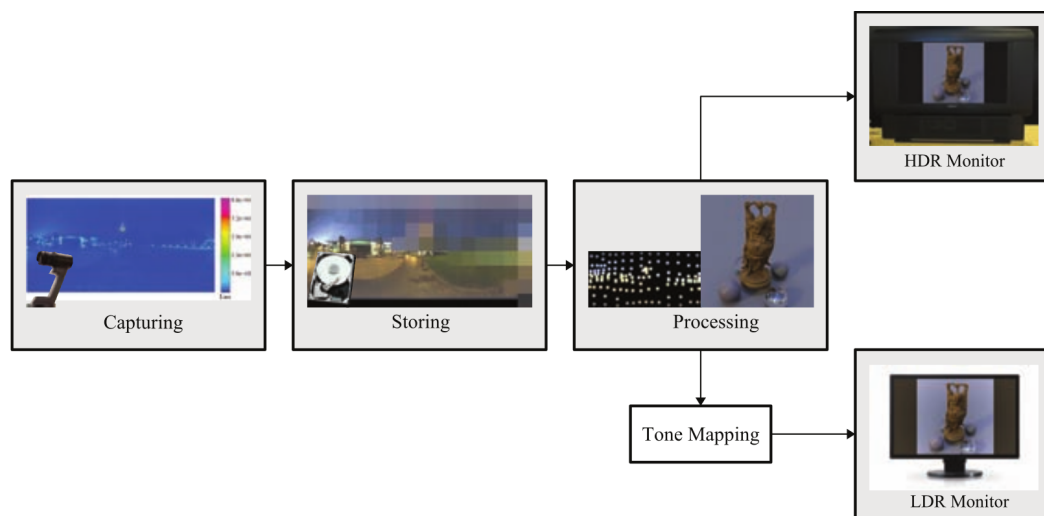 HDR Monitor
Capturing
Storing
Processing
Tone Mapping
LDR Monitor